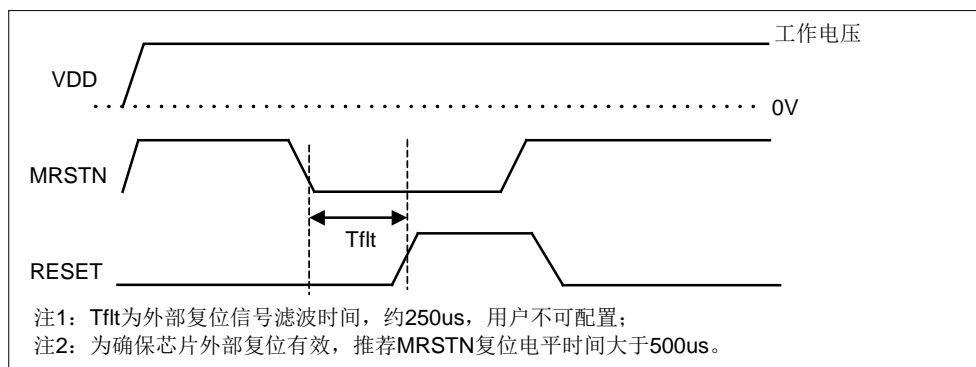 工作电压
VDD
0V
MRSTN
Tflt
RESET
注1：Tflt为外部复位信号滤波时间，约250us，用户不可配置；
注2：为确保芯片外部复位有效，推荐MRSTN复位电平时间大于500us。